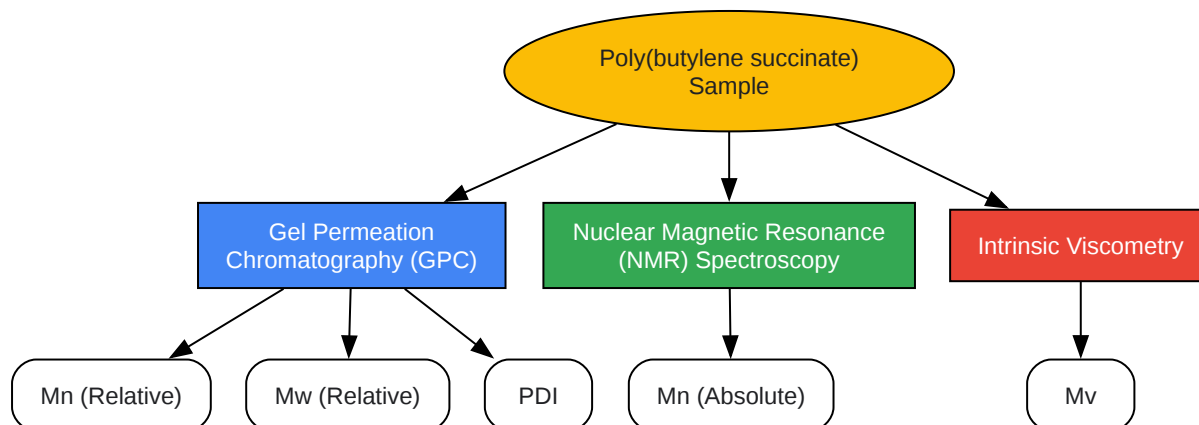 Poly(butylene succinate)
Sample
Gel Permeation
Chromatography (GPC)
Nuclear Magnetic Resonance
(NMR) Spectroscopy
Intrinsic Viscometry
Mn (Relative)
Mw (Relative)
PDI
Mn (Absolute)
Mv